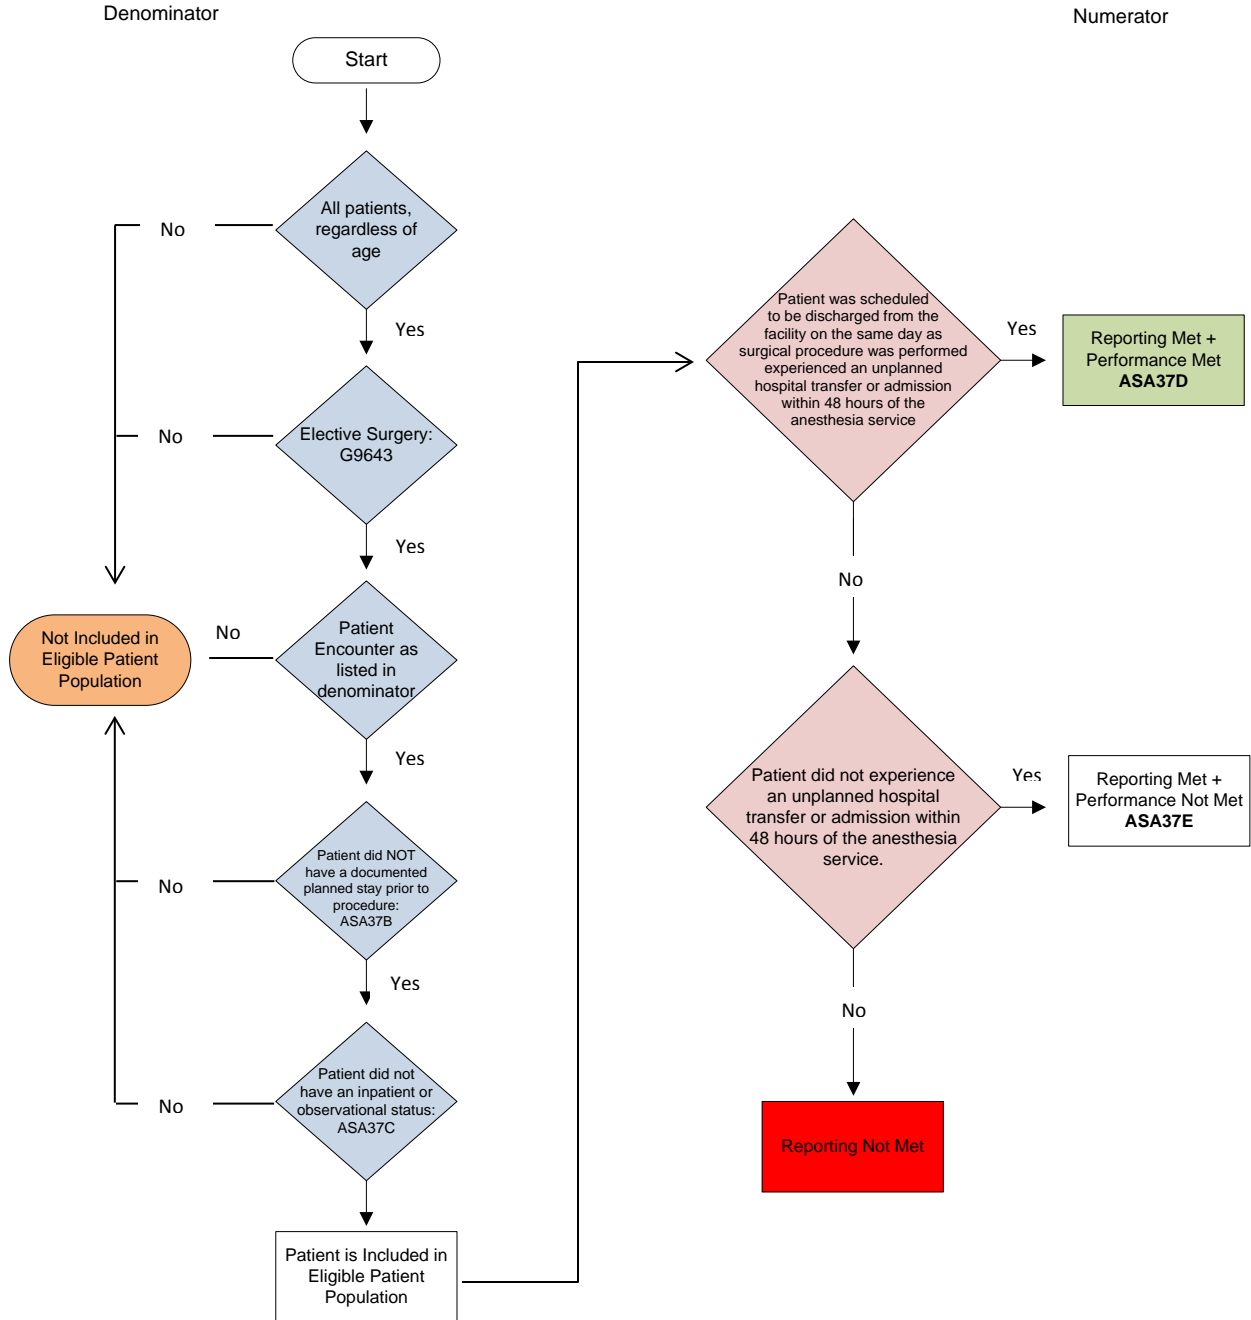 Denominator
Numerator
Start
All patients,
regardless of
age
No
Yes
Elective Surgery:
G9643
No
Yes
Patient
Encounter as
listed in
denominator
No
Not Included in
Eligible Patient
Population
Yes
Patient did NOT
have a documented
planned stay prior to
procedure:
ASA37B
No
Yes
Patient did not
have an inpatient or
observational status:
ASA37C
No
Patient is Included in
Eligible Patient
Population
Patient was scheduled
to be discharged from the
facility on the same day as
surgical procedure was performed
experienced an unplanned
hospital transfer or admission
within 48 hours of the
anesthesia service
Yes
Reporting Met +
Performance Met
ASA37D
No
Patient did not experience
an unplanned hospital
transfer or admission within
48 hours of the anesthesia
service.
Yes
Reporting Met +
Performance Not Met
ASA37E
No
Reporting Not Met